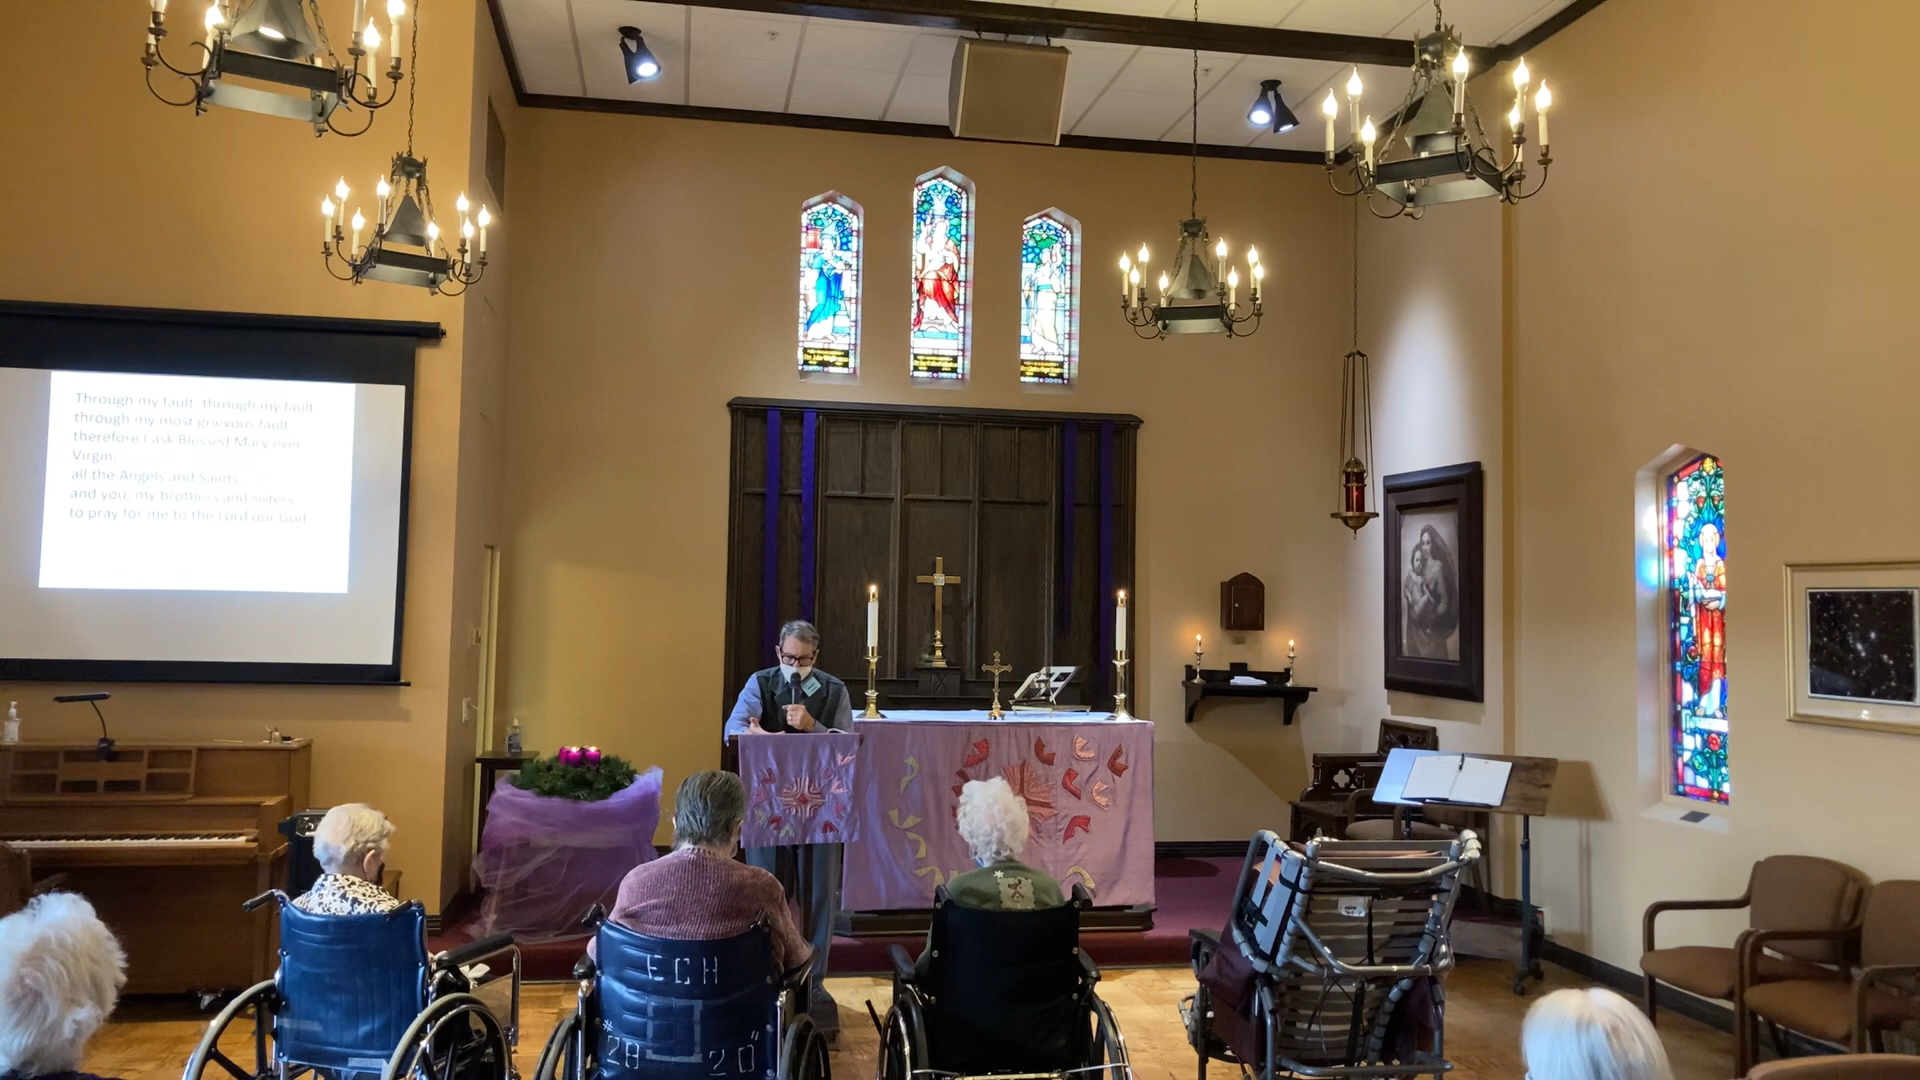 Through my fault, through my fault
through my most grievous fault
therefore I ask Blessed Mary ever
Virgin,
all the Angels and Saints
and you, my brothers and sisters
to pray for me to the Lord our God
ECH
#
28 20"